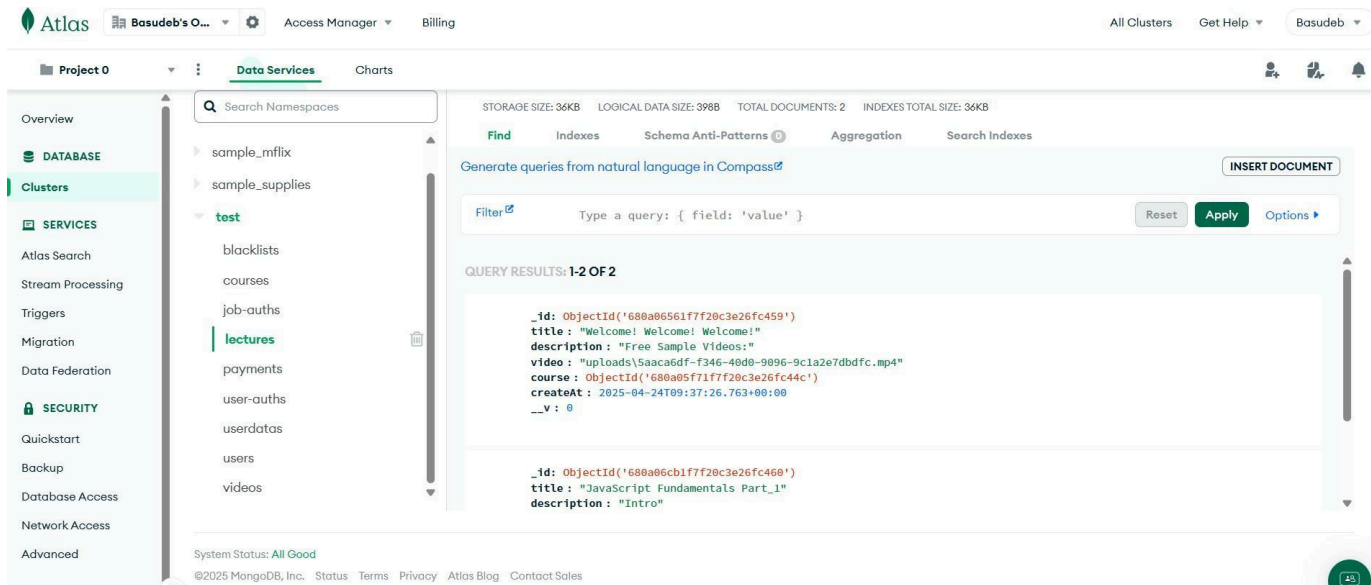 Atlas Basudeb's O... Access Manager Billing All Clusters Get Help Basudeb
Project 0 Data Services Charts
Overview
DATABASE
Clusters
SERVICES
Atlas Search
Stream Processing
Triggers
Migration
Data Federation
SECURITY
Quickstart
Backup
Database Access
Network Access
Advanced
Search Namespaces
sample_mflix
sample_supplies
test
blacklists
courses
job-auths
lectures
payments
user-auths
userdatas
users
videos
STORAGE SIZE: 36KB LOGICAL DATA SIZE: 398B TOTAL DOCUMENTS: 2 INDEXES TOTAL SIZE: 36KB
Find Indexes Schema Anti-Patterns 0 Aggregation Search Indexes
Generate queries from natural language in Compass
INSERT DOCUMENT
Filter Type a query: { field: 'value' } Reset Apply Options
QUERY RESULTS: 1-2 OF 2
_id: ObjectId('680a06561f7f20c3e26fc459')
title : "Welcome! Welcome! Welcome!"
description : "Free Sample Videos:"
video : "uploads\5aaca6df-f346-40d0-9096-9c1a2e7dbdfc.mp4"
course : ObjectId('680a05f71f7f20c3e26fc44c')
createAt : 2025-04-24T09:37:26.763+00:00
__v : 0
_id: ObjectId('680a06cb1f7f20c3e26fc460')
title : "JavaScript Fundamentals Part_1"
description : "Intro"
System Status: All Good
©2025 MongoDB, Inc. Status Terms Privacy Atlas Blog Contact Sales